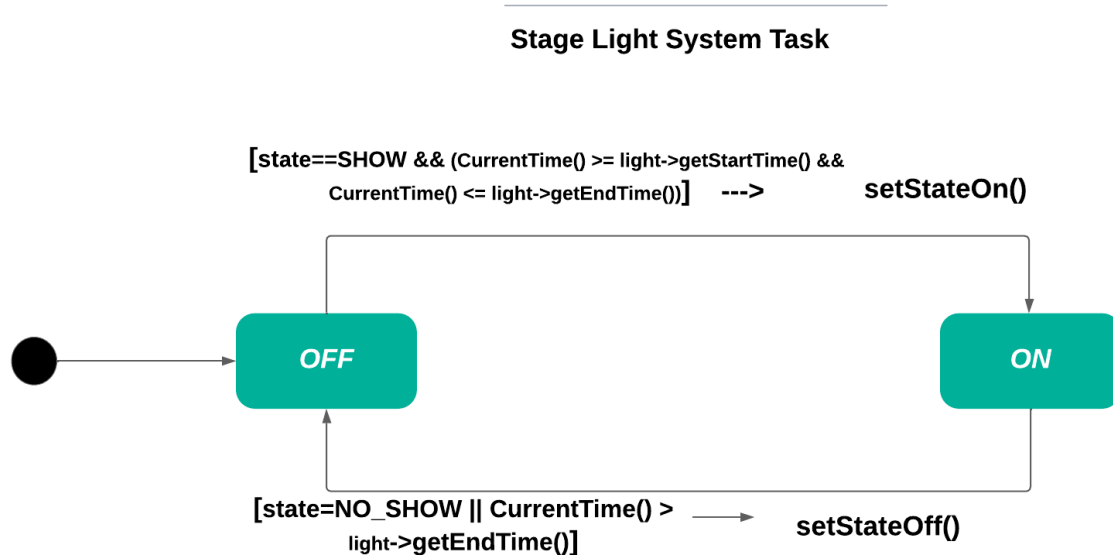 Stage Light System Task
[state==SHOW && (CurrentTime() >= light->getStartTime() &&
CurrentTime() <= light->getEndTime())] ---> setStateOn()
OFF
ON
[state=NO_SHOW || CurrentTime() >
light->getEndTime()]
setStateOff()